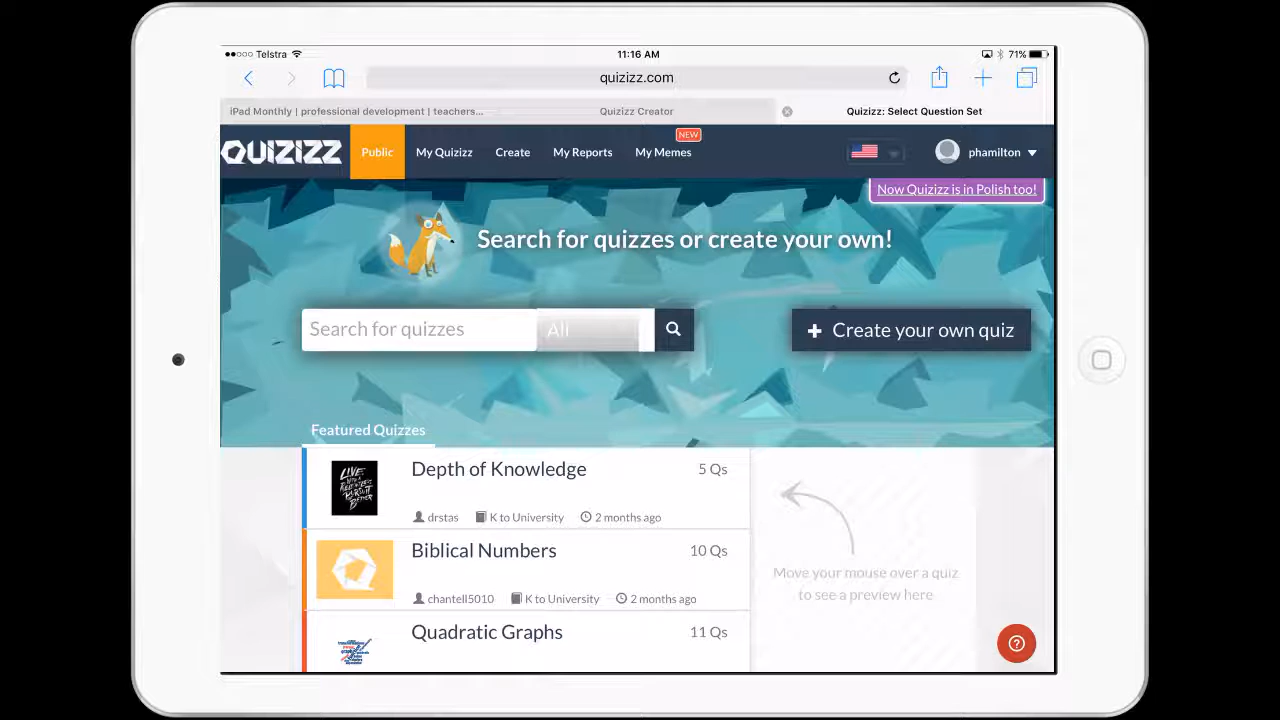 Telstra 11:16 AM 71%
quizizz.com
iPad Monthly | professional development | teachers... Quizizz Creator Quizizz: Select Question Set
QUIZIZZ Public My Quizizz Create My Reports My Memes NEW phamilton
Now Quizizz is in Polish too!
Search for quizzes or create your own!
Search for quizzes All + Create your own quiz
Featured Quizzes
Depth of Knowledge 5 Qs
drstas K to University 2 months ago
Biblical Numbers 10 Qs
chantell5010 K to University 2 months ago
Quadratic Graphs 11 Qs
Move your mouse over a quiz
to see a preview here